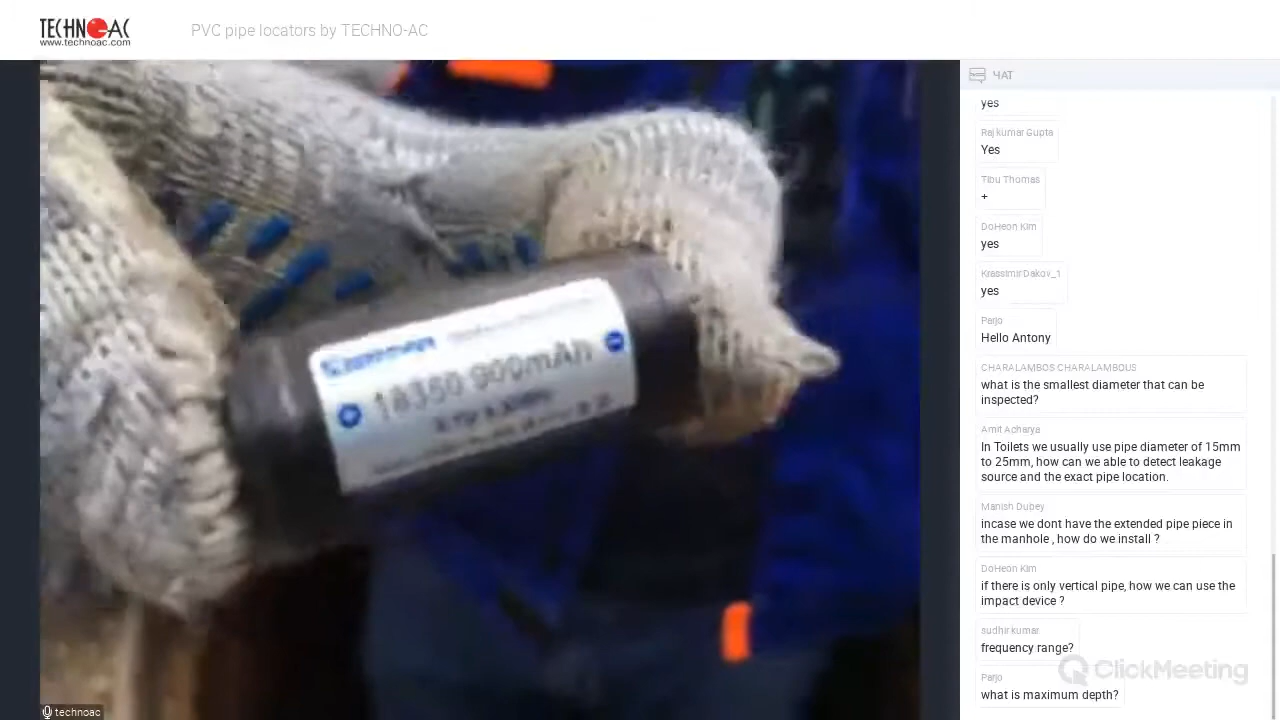 TECHNOAC
www.technoac.com
PVC pipe locators by TECHNO-AC
18350 900mAh
technoac
ЧАТ
yes
Raj kumar Gupta
Yes
Tibu Thomas
+
DoHeon Kim
yes
Krassimir Dakov_1
yes
Parjo
Hello Antony
CHARALAMBOS CHARALAMBOUS
what is the smallest diameter that can be
inspected?
Amit Acharya
In Toilets we usually use pipe diameter of 15mm
to 25mm, how can we able to detect leakage
source and the exact pipe location.
Manish Dubey
incase we dont have the extended pipe piece in
the manhole , how do we install ?
DoHeon Kim
if there is only vertical pipe, how we can use the
impact device ?
sudhir kumar
frequency range?
Parjo
what is maximum depth?
ClickMeeting